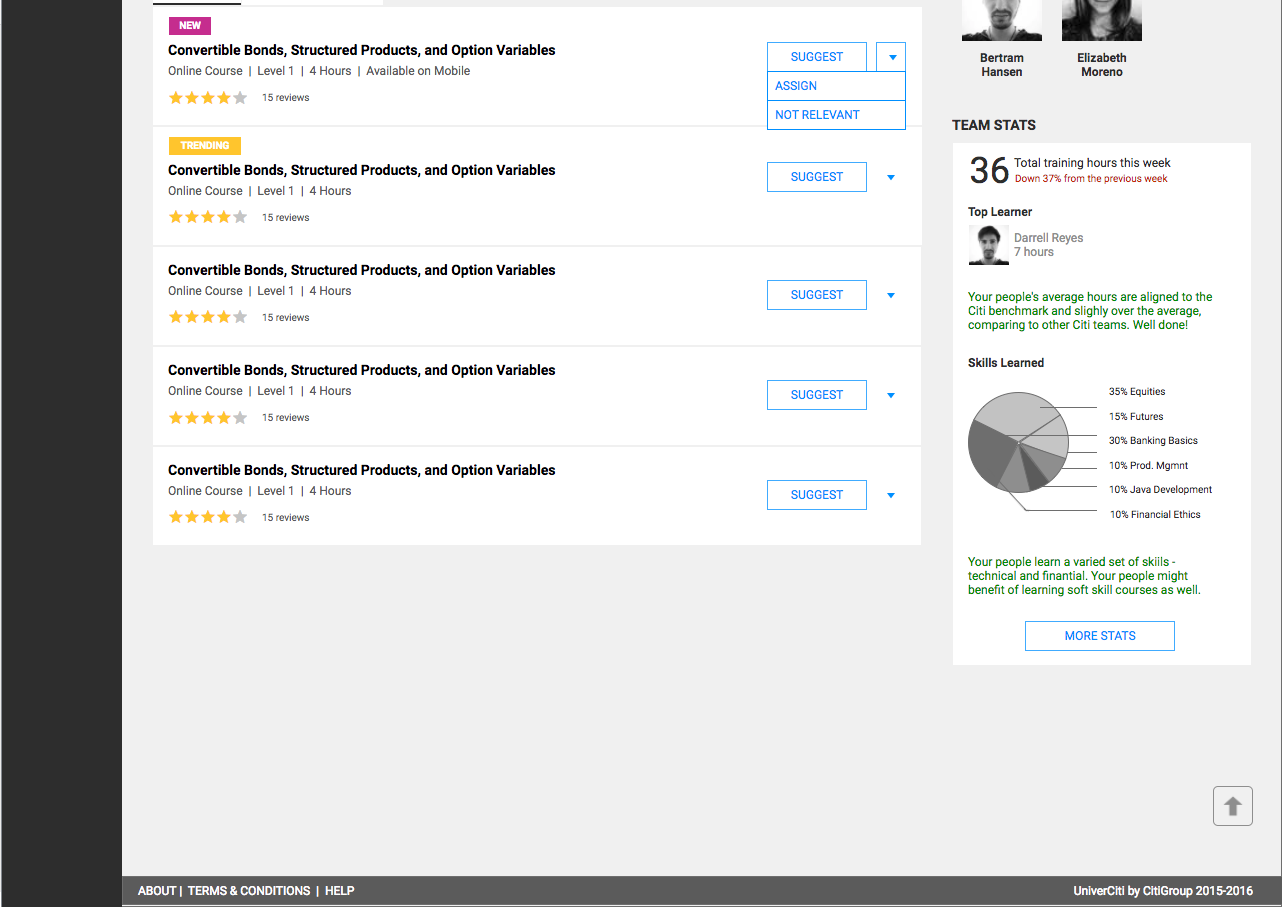 NEW
Convertible Bonds, Structured Products, and Option Variables
Online Course | Level 1 | 4 Hours | Available on Mobile
15 reviews
SUGGEST
ASSIGN
NOT RELEVANT
TRENDING
Convertible Bonds, Structured Products, and Option Variables
Online Course | Level 1 | 4 Hours
15 reviews
SUGGEST
Convertible Bonds, Structured Products, and Option Variables
Online Course | Level 1 | 4 Hours
15 reviews
SUGGEST
Convertible Bonds, Structured Products, and Option Variables
Online Course | Level 1 | 4 Hours
15 reviews
SUGGEST
Convertible Bonds, Structured Products, and Option Variables
Online Course | Level 1 | 4 Hours
15 reviews
SUGGEST
Bertram
Hansen
Elizabeth
Moreno
TEAM STATS
36
Total training hours this week
Down 37% from the previous week
Top Learner
Darrell Reyes
7 hours
Your people's average hours are aligned to the
Citi benchmark and slighly over the average,
comparing to other Citi teams. Well done!
Skills Learned
35% Equities
15% Futures
30% Banking Basics
10% Prod. Mgmnt
10% Java Development
10% Financial Ethics
Your people learn a varied set of skiils -
technical and finantial. Your people might
benefit of learning soft skill courses as well.
MORE STATS
ABOUT | TERMS & CONDITIONS | HELP
UniverCiti by CitiGroup 2015-2016